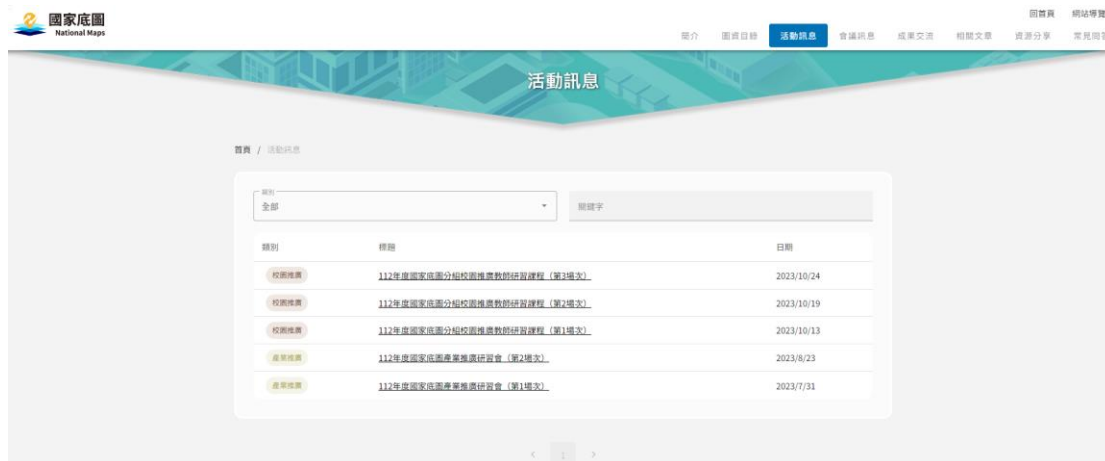 國家底圖
National Maps
回首頁 網站導覽
簡介 圖資目錄 活動訊息 會議訊息 成果交流 相關文章 資源分享 常見問答
活動訊息
首頁 / 活動訊息
類別
全部
關鍵字
類別 標題 日期
校園推廣 112年度國家底圖分組校園推廣教師研習課程（第3場次） 2023/10/24
校園推廣 112年度國家底圖分組校園推廣教師研習課程（第2場次） 2023/10/19
校園推廣 112年度國家底圖分組校園推廣教師研習課程（第1場次） 2023/10/13
產業推廣 112年度國家底圖產業推廣研習會（第2場次） 2023/8/23
產業推廣 112年度國家底圖產業推廣研習會（第1場次） 2023/7/31
1